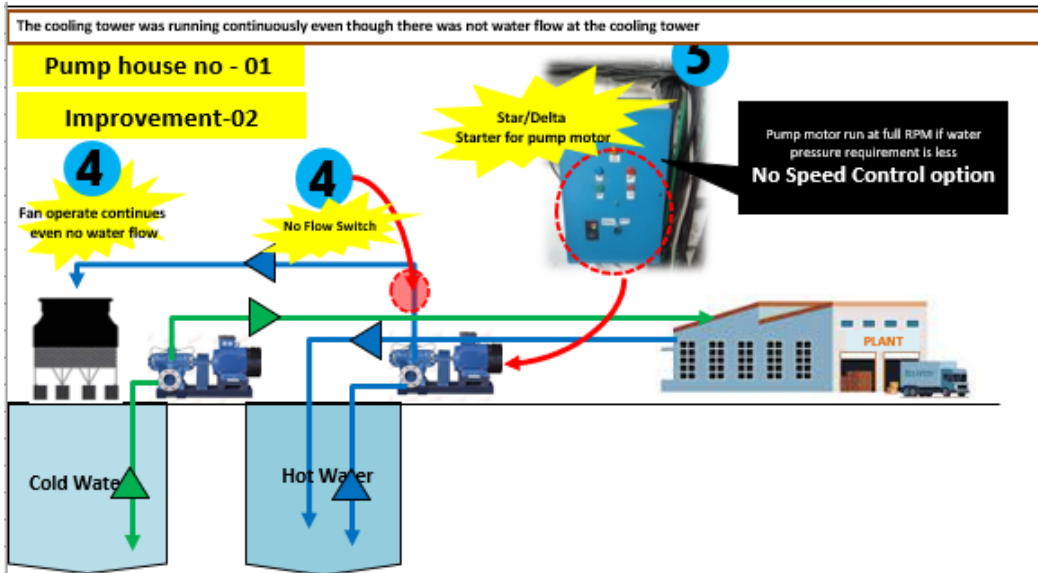 The cooling tower was running continuously even though there was not water flow at the cooling tower
Pump house no - 01
Improvement-02
4
Fan operate continues
even no water flow
4
No Flow Switch
Star/Delta
Starter for pump motor
5
Pump motor run at full RPM if water
pressure requirement is less
No Speed Control option
PLANT
Cold Wate
Hot Water